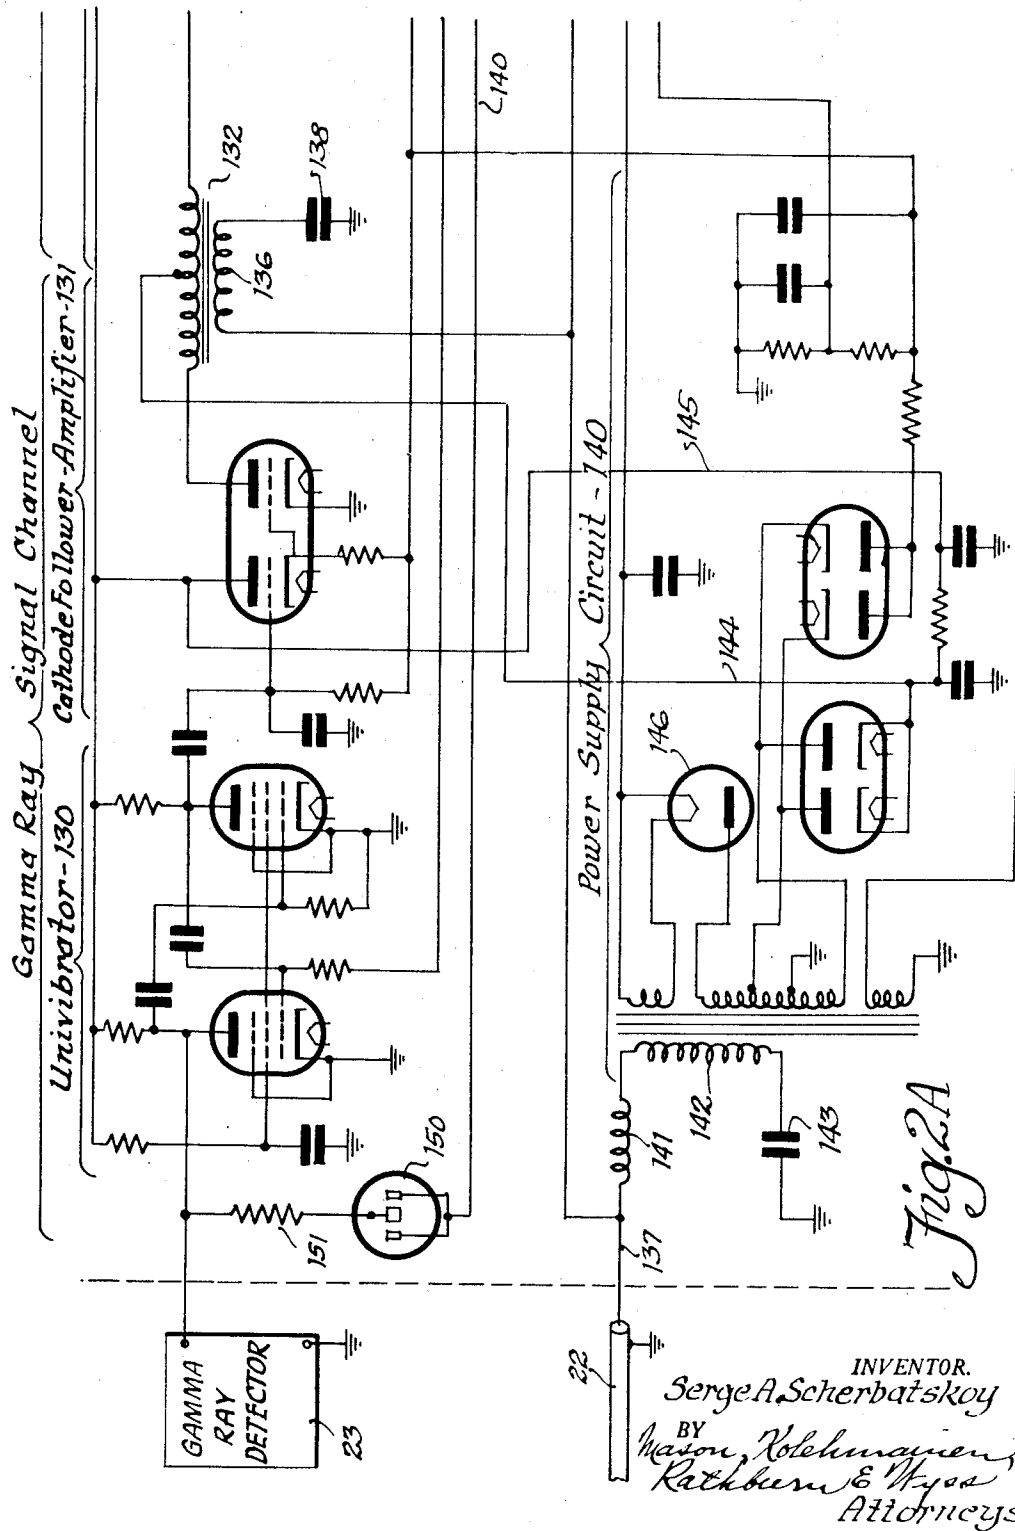 Gamma Ray Signal Channel
Univibrator-130
Cathode Follower-Amplifier-131
132
136
138
140
150
151
GAMMA
RAY
DETECTOR
23
Power Supply Circuit-140
145
144
146
141
142
143
137
22
Fig. 2A
INVENTOR.
Serge A. Scherbatskoy
BY
Mason, Kolehmainen,
Rathburn & Wyss
Attorneys